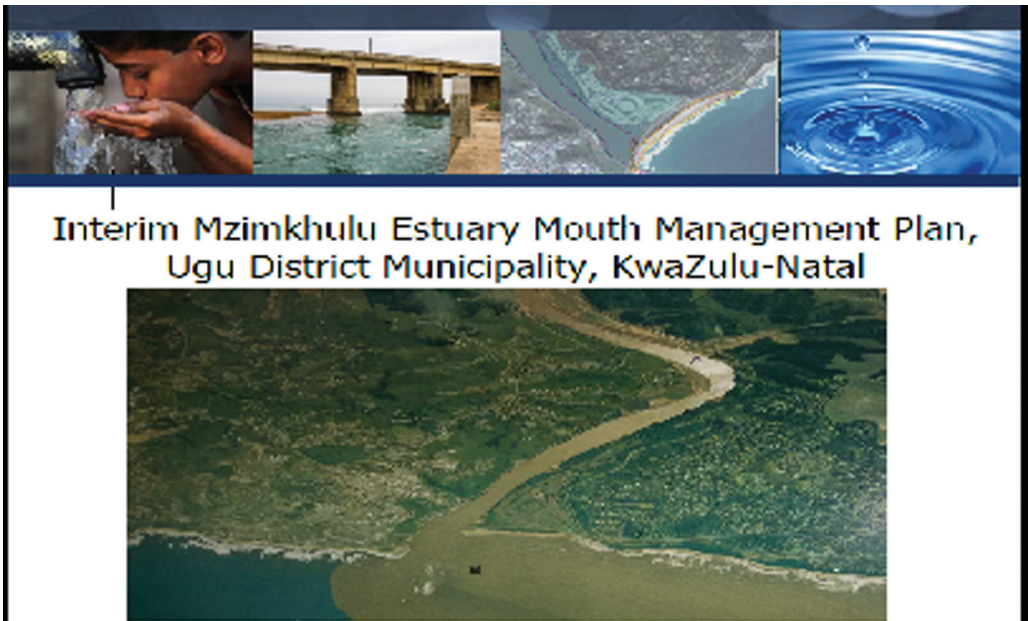 Interim Mzimkhulu Estuary Mouth Management Plan,
Ugu District Municipality, KwaZulu-Natal